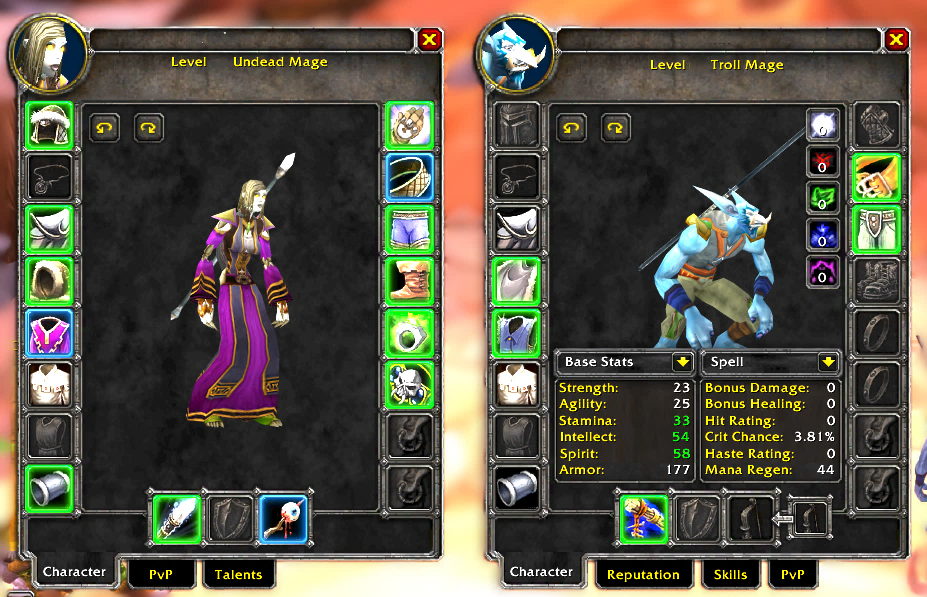 Level Undead Mage
Character
PvP
Talents
Level Troll Mage
0
0
0
0
0
Base Stats
Strength: 23
Agility: 25
Stamina: 33
Intellect: 54
Spirit: 58
Armor: 177
Spell
Bonus Damage: 0
Bonus Healing: 0
Hit Rating: 0
Crit Chance: 3.81%
Haste Rating: 0
Mana Regen: 44
Character
Reputation
Skills
PvP